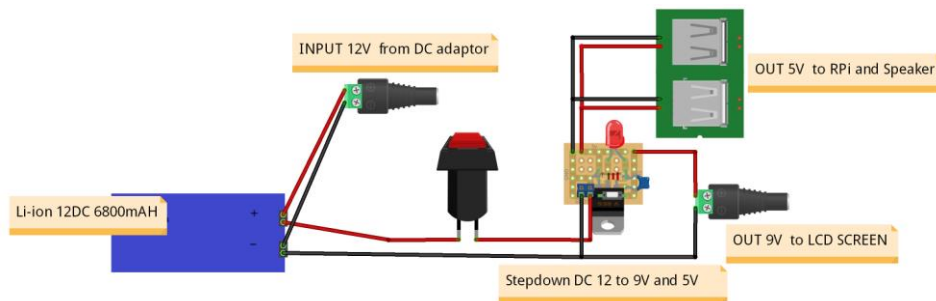 INPUT 12V from DC adaptor
OUT 5V to RPi and Speaker
Li-ion 12DC 6800mAH
+
−
OUT 9V to LCD SCREEN
Stepdown DC 12 to 9V and 5V